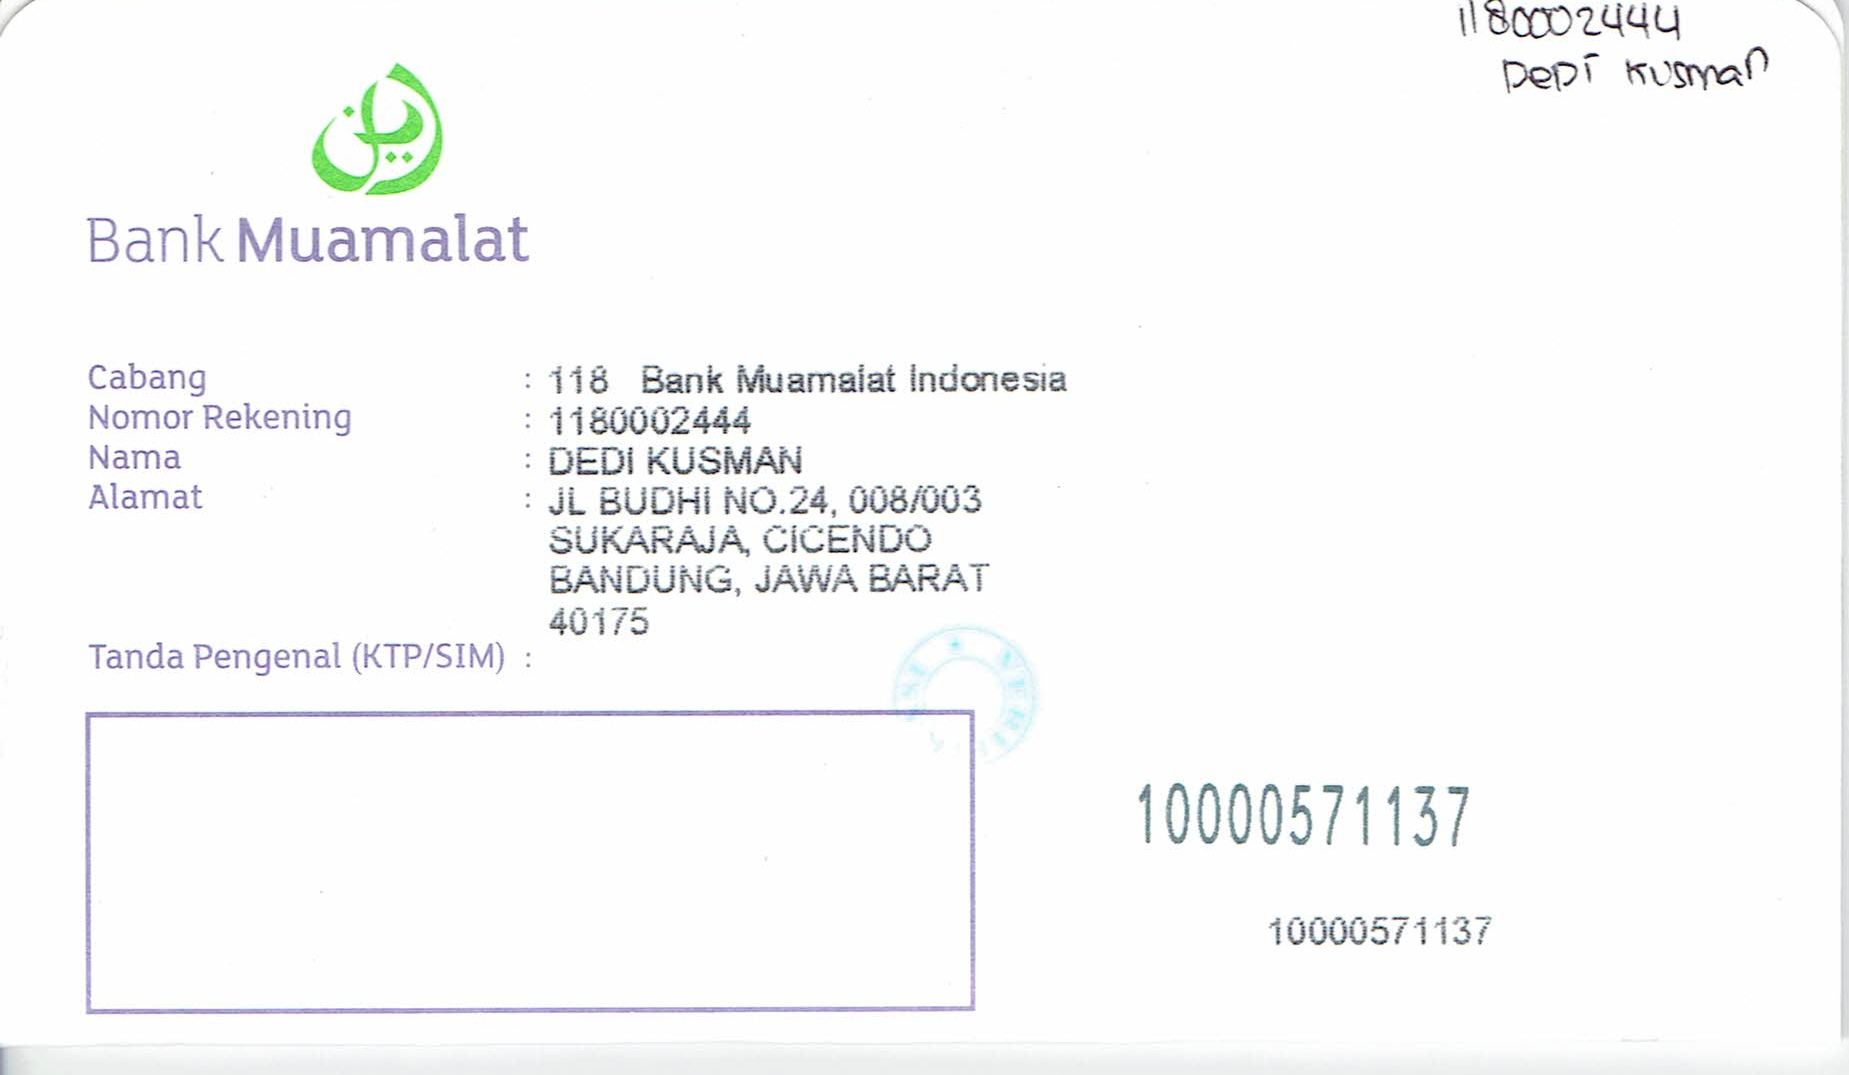 1180002444
Dedi Kusman
Bank Muamalat
Cabang : 118 Bank Muamalat Indonesia
Nomor Rekening : 1180002444
Nama : DEDI KUSMAN
Alamat : JL BUDHI NO.24, 008/003
SUKARAJA, CICENDO
BANDUNG, JAWA BARAT
40175
Tanda Pengenal (KTP/SIM) :
10000571137
10000571137